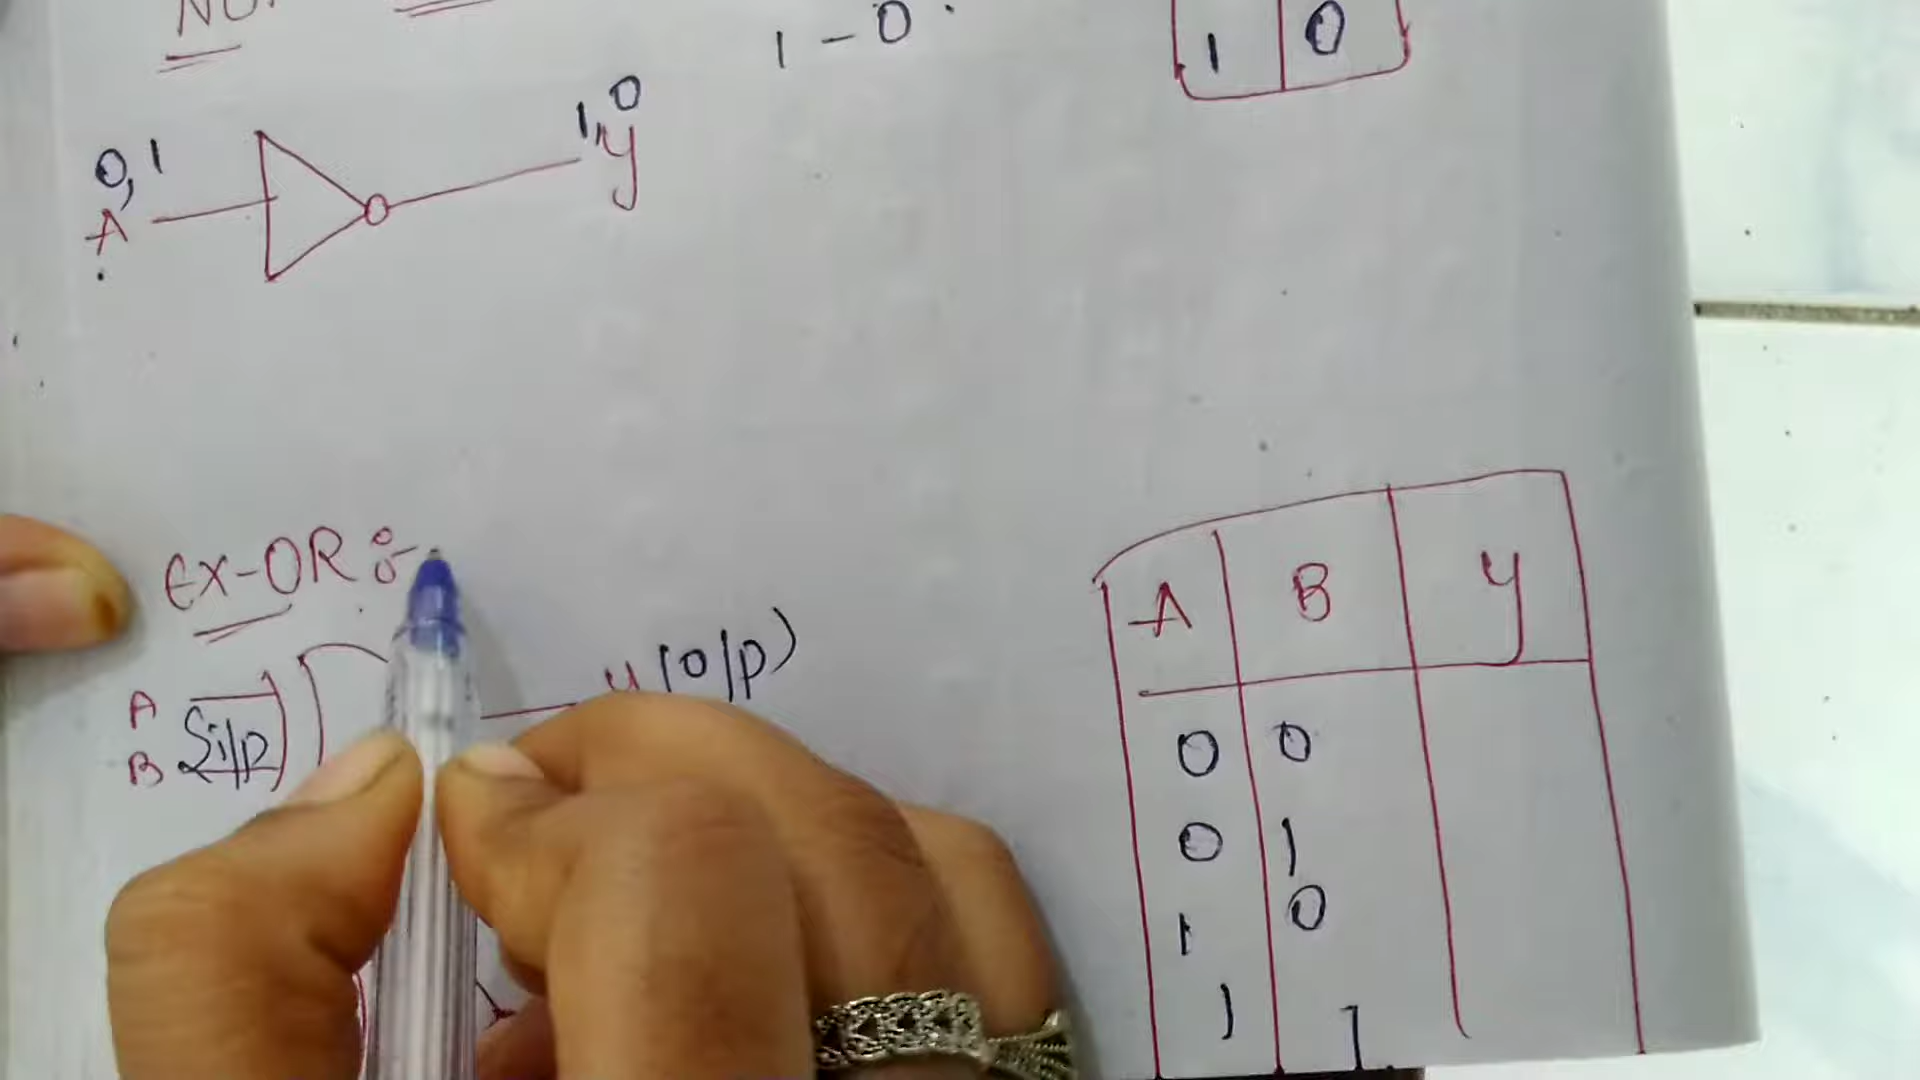 1 - 0.
1 0
0, 1
1, 0
A
y
Ex-OR :-
A
B
i/p
y (o/p)
A B y
0 0
0 1
1 0
1 1